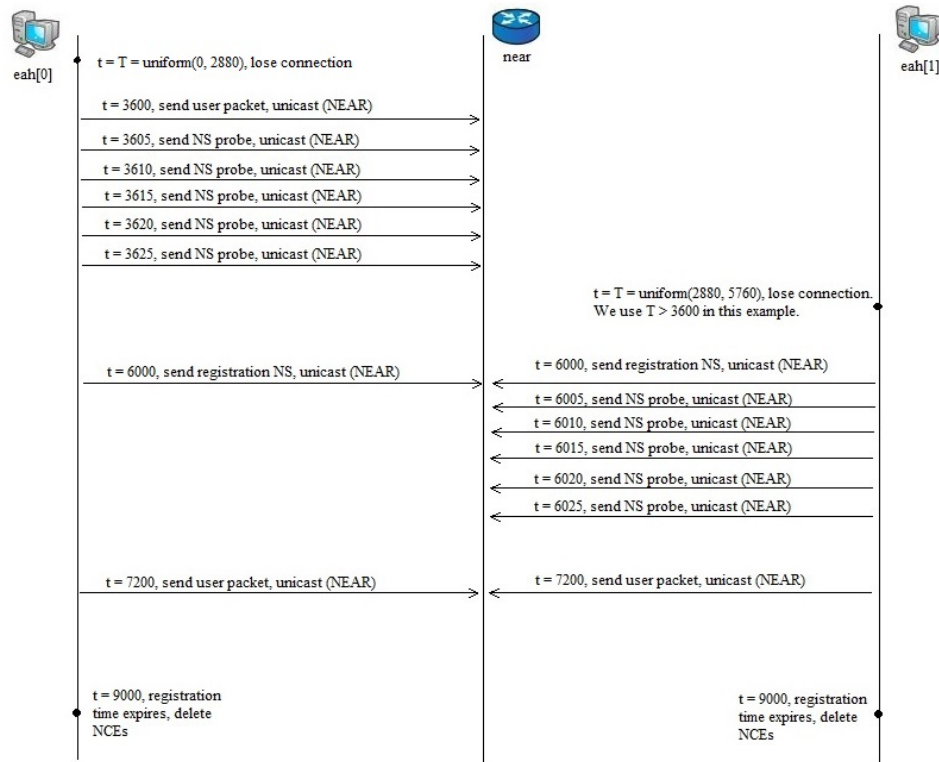 eah[0]
near
eah[1]
t = T = uniform(0, 2880), lose connection
t = 3600, send user packet, unicast (NEAR)
t = 3605, send NS probe, unicast (NEAR)
t = 3610, send NS probe, unicast (NEAR)
t = 3615, send NS probe, unicast (NEAR)
t = 3620, send NS probe, unicast (NEAR)
t = 3625, send NS probe, unicast (NEAR)
t = T = uniform(2880, 5760), lose connection.
We use T > 3600 in this example.
t = 6000, send registration NS, unicast (NEAR)
t = 6000, send registration NS, unicast (NEAR)
t = 6005, send NS probe, unicast (NEAR)
t = 6010, send NS probe, unicast (NEAR)
t = 6015, send NS probe, unicast (NEAR)
t = 6020, send NS probe, unicast (NEAR)
t = 6025, send NS probe, unicast (NEAR)
t = 7200, send user packet, unicast (NEAR)
t = 7200, send user packet, unicast (NEAR)
t = 9000, registration
time expires, delete
NCEs
t = 9000, registration
time expires, delete
NCEs